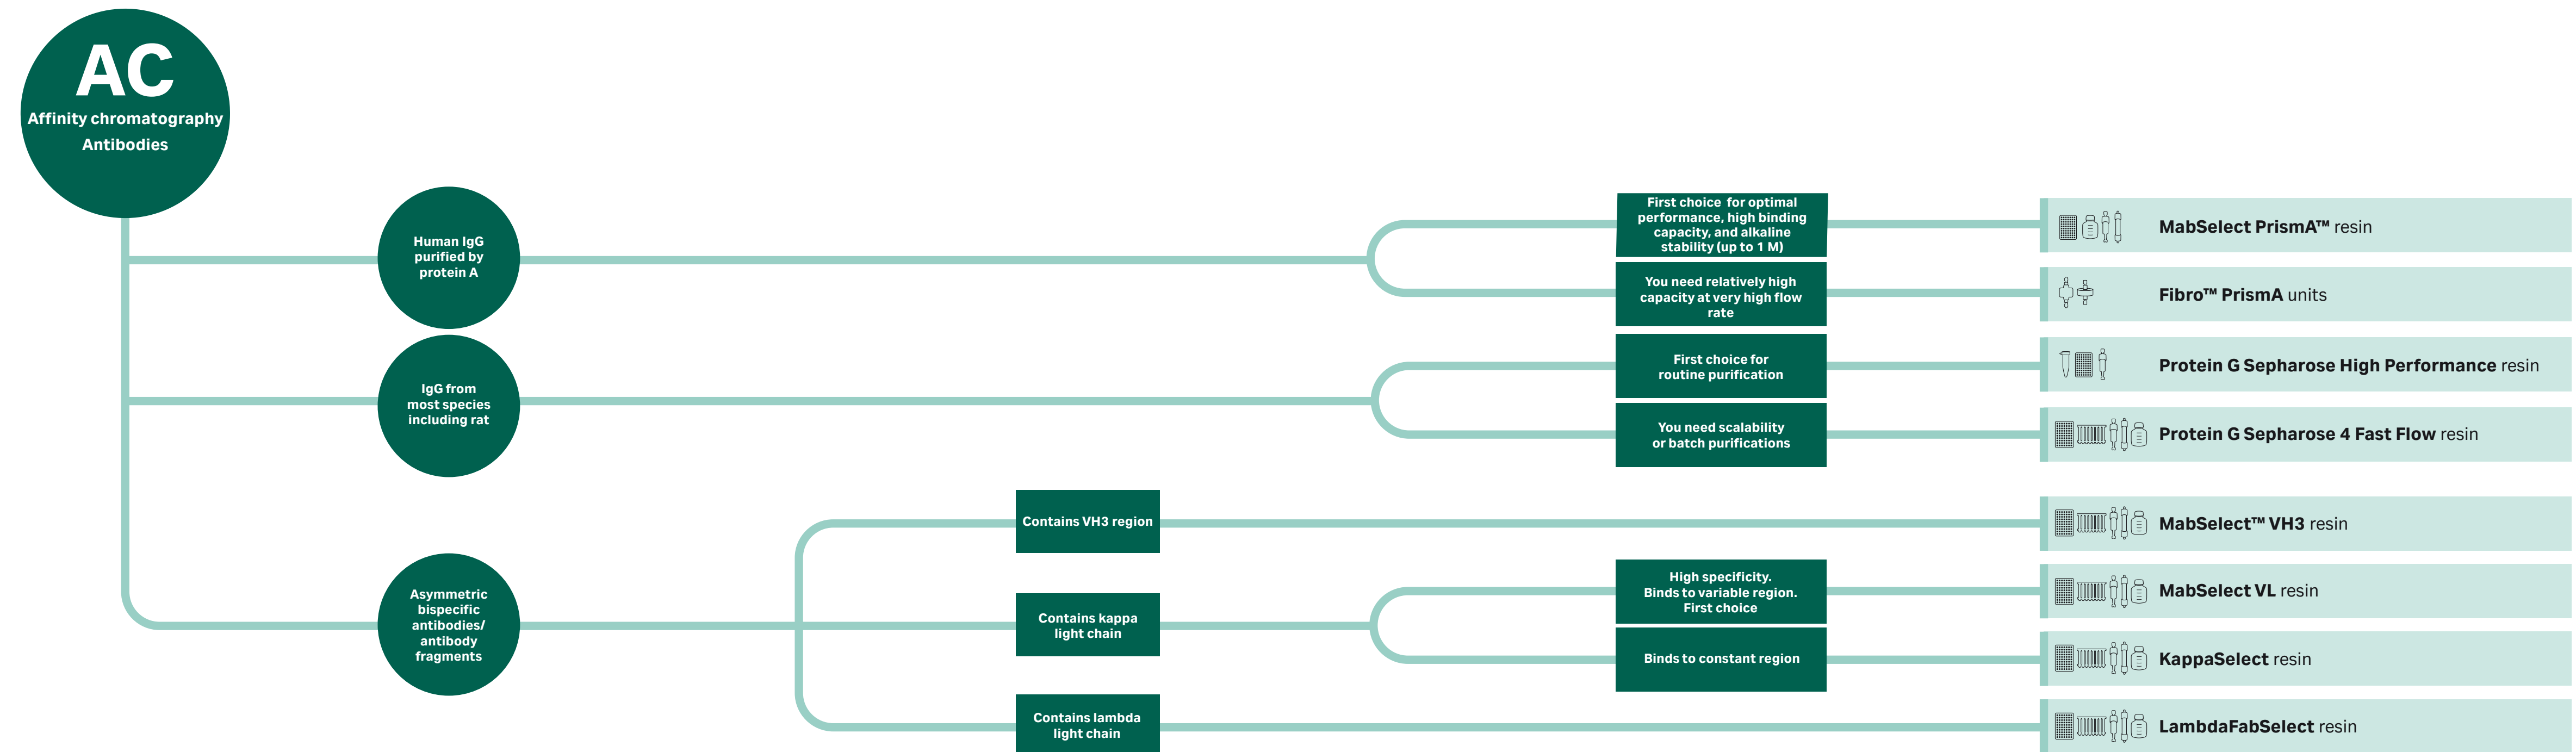 AC
Affinity chromatography
Antibodies
Human IgG
purified by
protein A
First choice for optimal
performance, high binding
capacity, and alkaline
stability (up to 1 M)
MabSelect PrismA™ resin
You need relatively high
capacity at very high flow
rate
Fibro™ PrismA units
IgG from
most species
including rat
First choice for
routine purification
Protein G Sepharose High Performance resin
You need scalability
or batch purifications
Protein G Sepharose 4 Fast Flow resin
Asymmetric
bispecific
antibodies/
antibody
fragments
Contains VH3 region
MabSelect™ VH3 resin
Contains kappa
light chain
High specificity.
Binds to variable region.
First choice
MabSelect VL resin
Binds to constant region
KappaSelect resin
Contains lambda
light chain
LambdaFabSelect resin